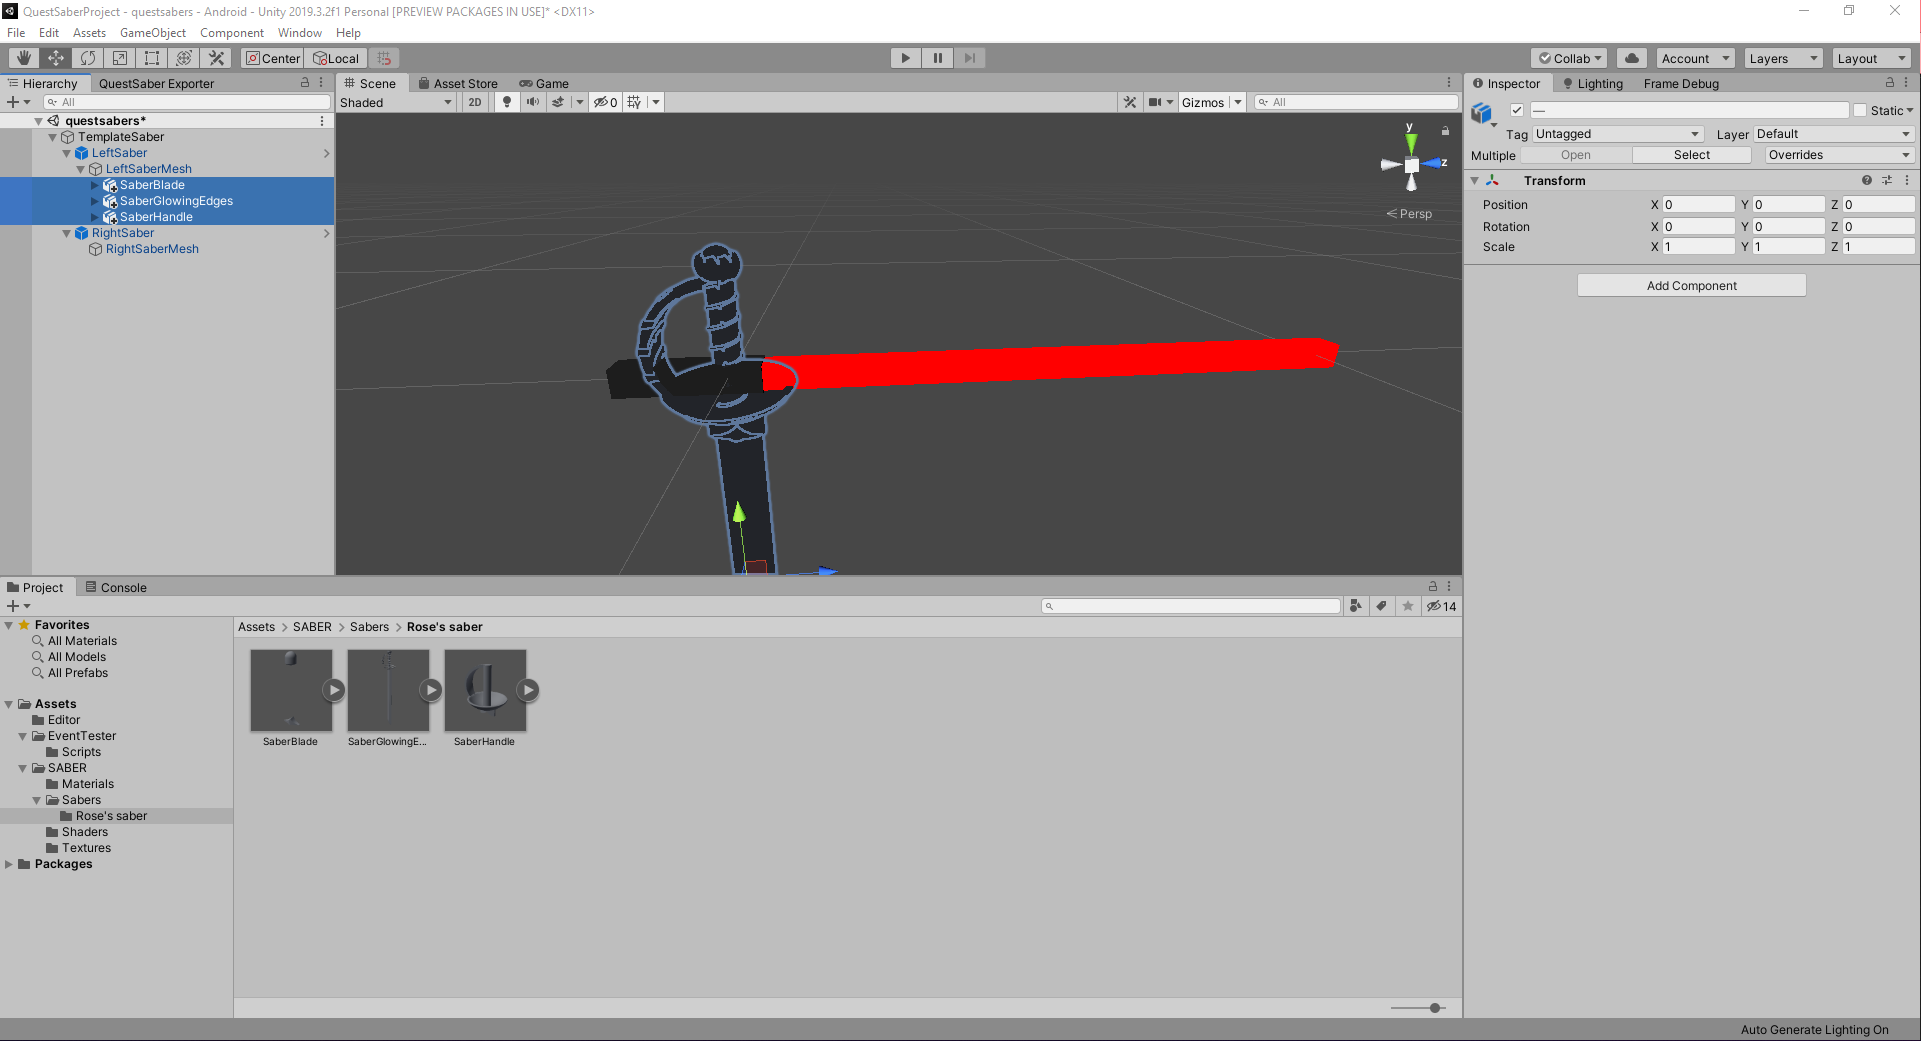 QuestSaberProject - questsabers - Android - Unity 2019.3.2f1 Personal [PREVIEW PACKAGES IN USE]* <DX11>
File Edit Assets GameObject Component Window Help
Center Local Collab Account Layers Layout
Hierarchy QuestSaber Exporter
All
questsabers*
TemplateSaber
LeftSaber
LeftSaberMesh
SaberBlade
SaberGlowingEdges
SaberHandle
RightSaber
RightSaberMesh
Scene Asset Store Game
Shaded 2D 0 Gizmos All
y
z
Persp
Inspector Lighting Frame Debug
— Static
Tag Untagged Layer Default
Multiple Open Select Overrides
Transform
Position X 0 Y 0 Z 0
Rotation X 0 Y 0 Z 0
Scale X 1 Y 1 Z 1
Add Component
Project Console
14
Favorites
All Materials
All Models
All Prefabs
Assets
Editor
EventTester
Scripts
SABER
Materials
Sabers
Rose's saber
Shaders
Textures
Packages
Assets > SABER > Sabers > Rose's saber
SaberBlade SaberGlowingE... SaberHandle
Auto Generate Lighting On